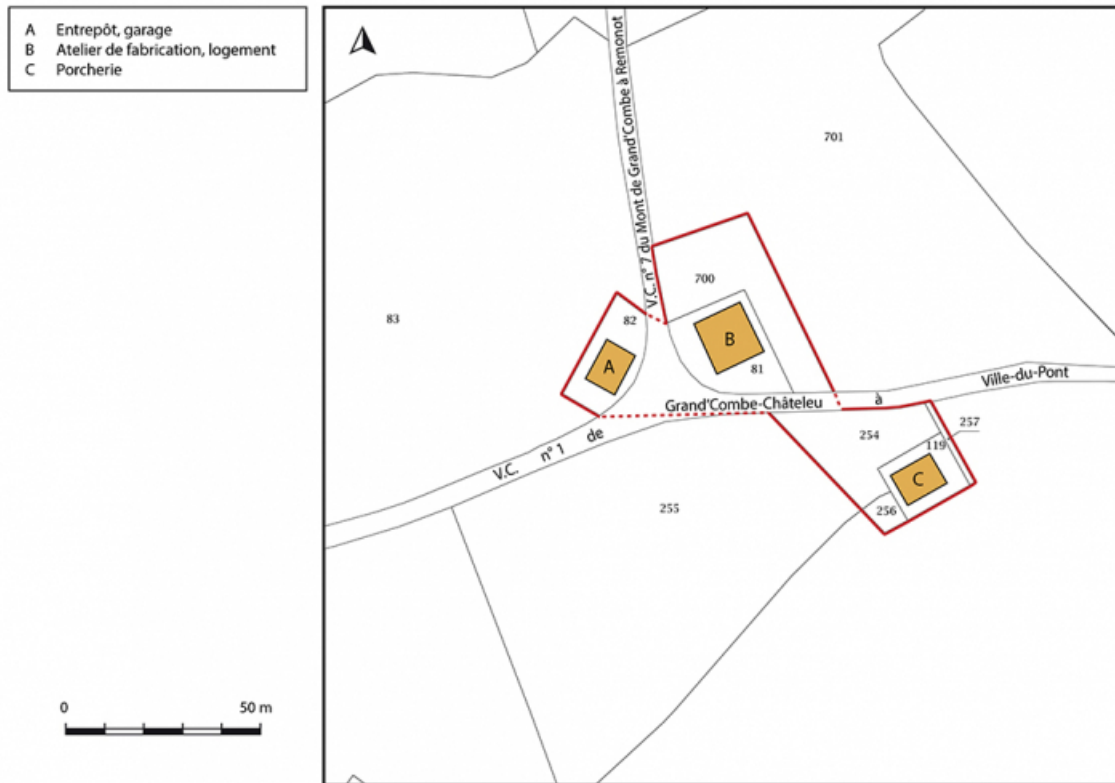 A Entrepôt, garage
B Atelier de fabrication, logement
C Porcherie
701
V.C. n° 7 du Mont de Grand'Combe à Remonot
700
83
82
B
A
81
Ville-du-Pont
Grand'Combe-Châteleu à
V.C. n° 1 de
254
257
119
C
255
256
0 50 m